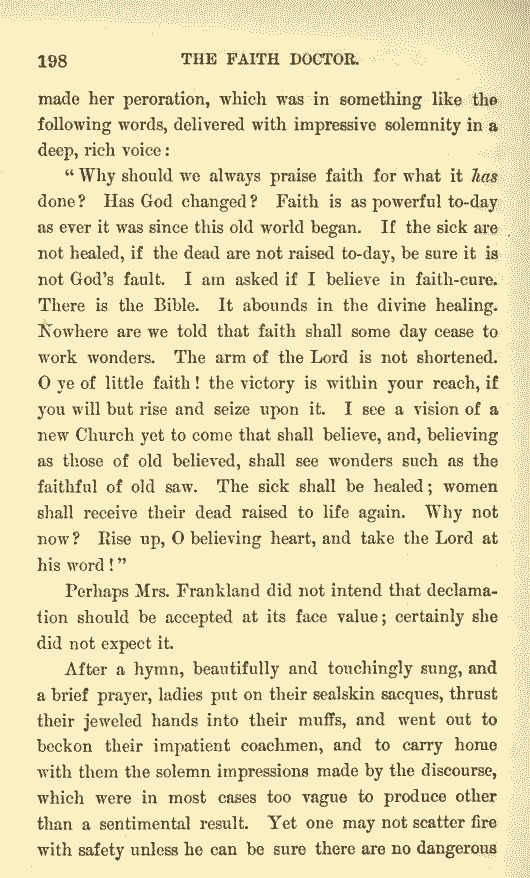 198 THE FAITH DOCTOR.
made her peroration, which was in something like the
following words, delivered with impressive solemnity in a
deep, rich voice:
"Why should we always praise faith for what it has
done? Has God changed? Faith is as powerful to-day
as ever it was since this old world began. If the sick are
not healed, if the dead are not raised to-day, be sure it is
not God's fault. I am asked if I believe in faith-cure.
There is the Bible. It abounds in the divine healing.
Nowhere are we told that faith shall some day cease to
work wonders. The arm of the Lord is not shortened.
O ye of little faith! the victory is within your reach, if
you will but rise and seize upon it. I see a vision of a
new Church yet to come that shall believe, and, believing
as those of old believed, shall see wonders such as the
faithful of old saw. The sick shall be healed; women
shall receive their dead raised to life again. Why not
now? Rise up, O believing heart, and take the Lord at
his word!"
Perhaps Mrs. Frankland did not intend that declama-
tion should be accepted at its face value; certainly she
did not expect it.
After a hymn, beautifully and touchingly sung, and
a brief prayer, ladies put on their sealskin sacques, thrust
their jeweled hands into their muffs, and went out to
beckon their impatient coachmen, and to carry home
with them the solemn impressions made by the discourse,
which were in most cases too vague to produce other
than a sentimental result. Yet one may not scatter fire
with safety unless he can be sure there are no dangerous